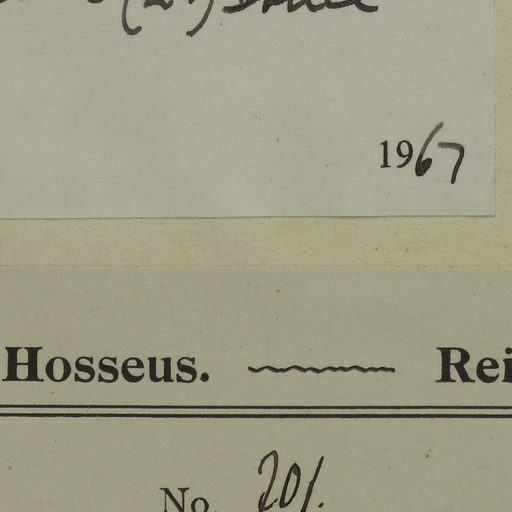 (L.)
1967
Hosseus. Rei
No. 201.